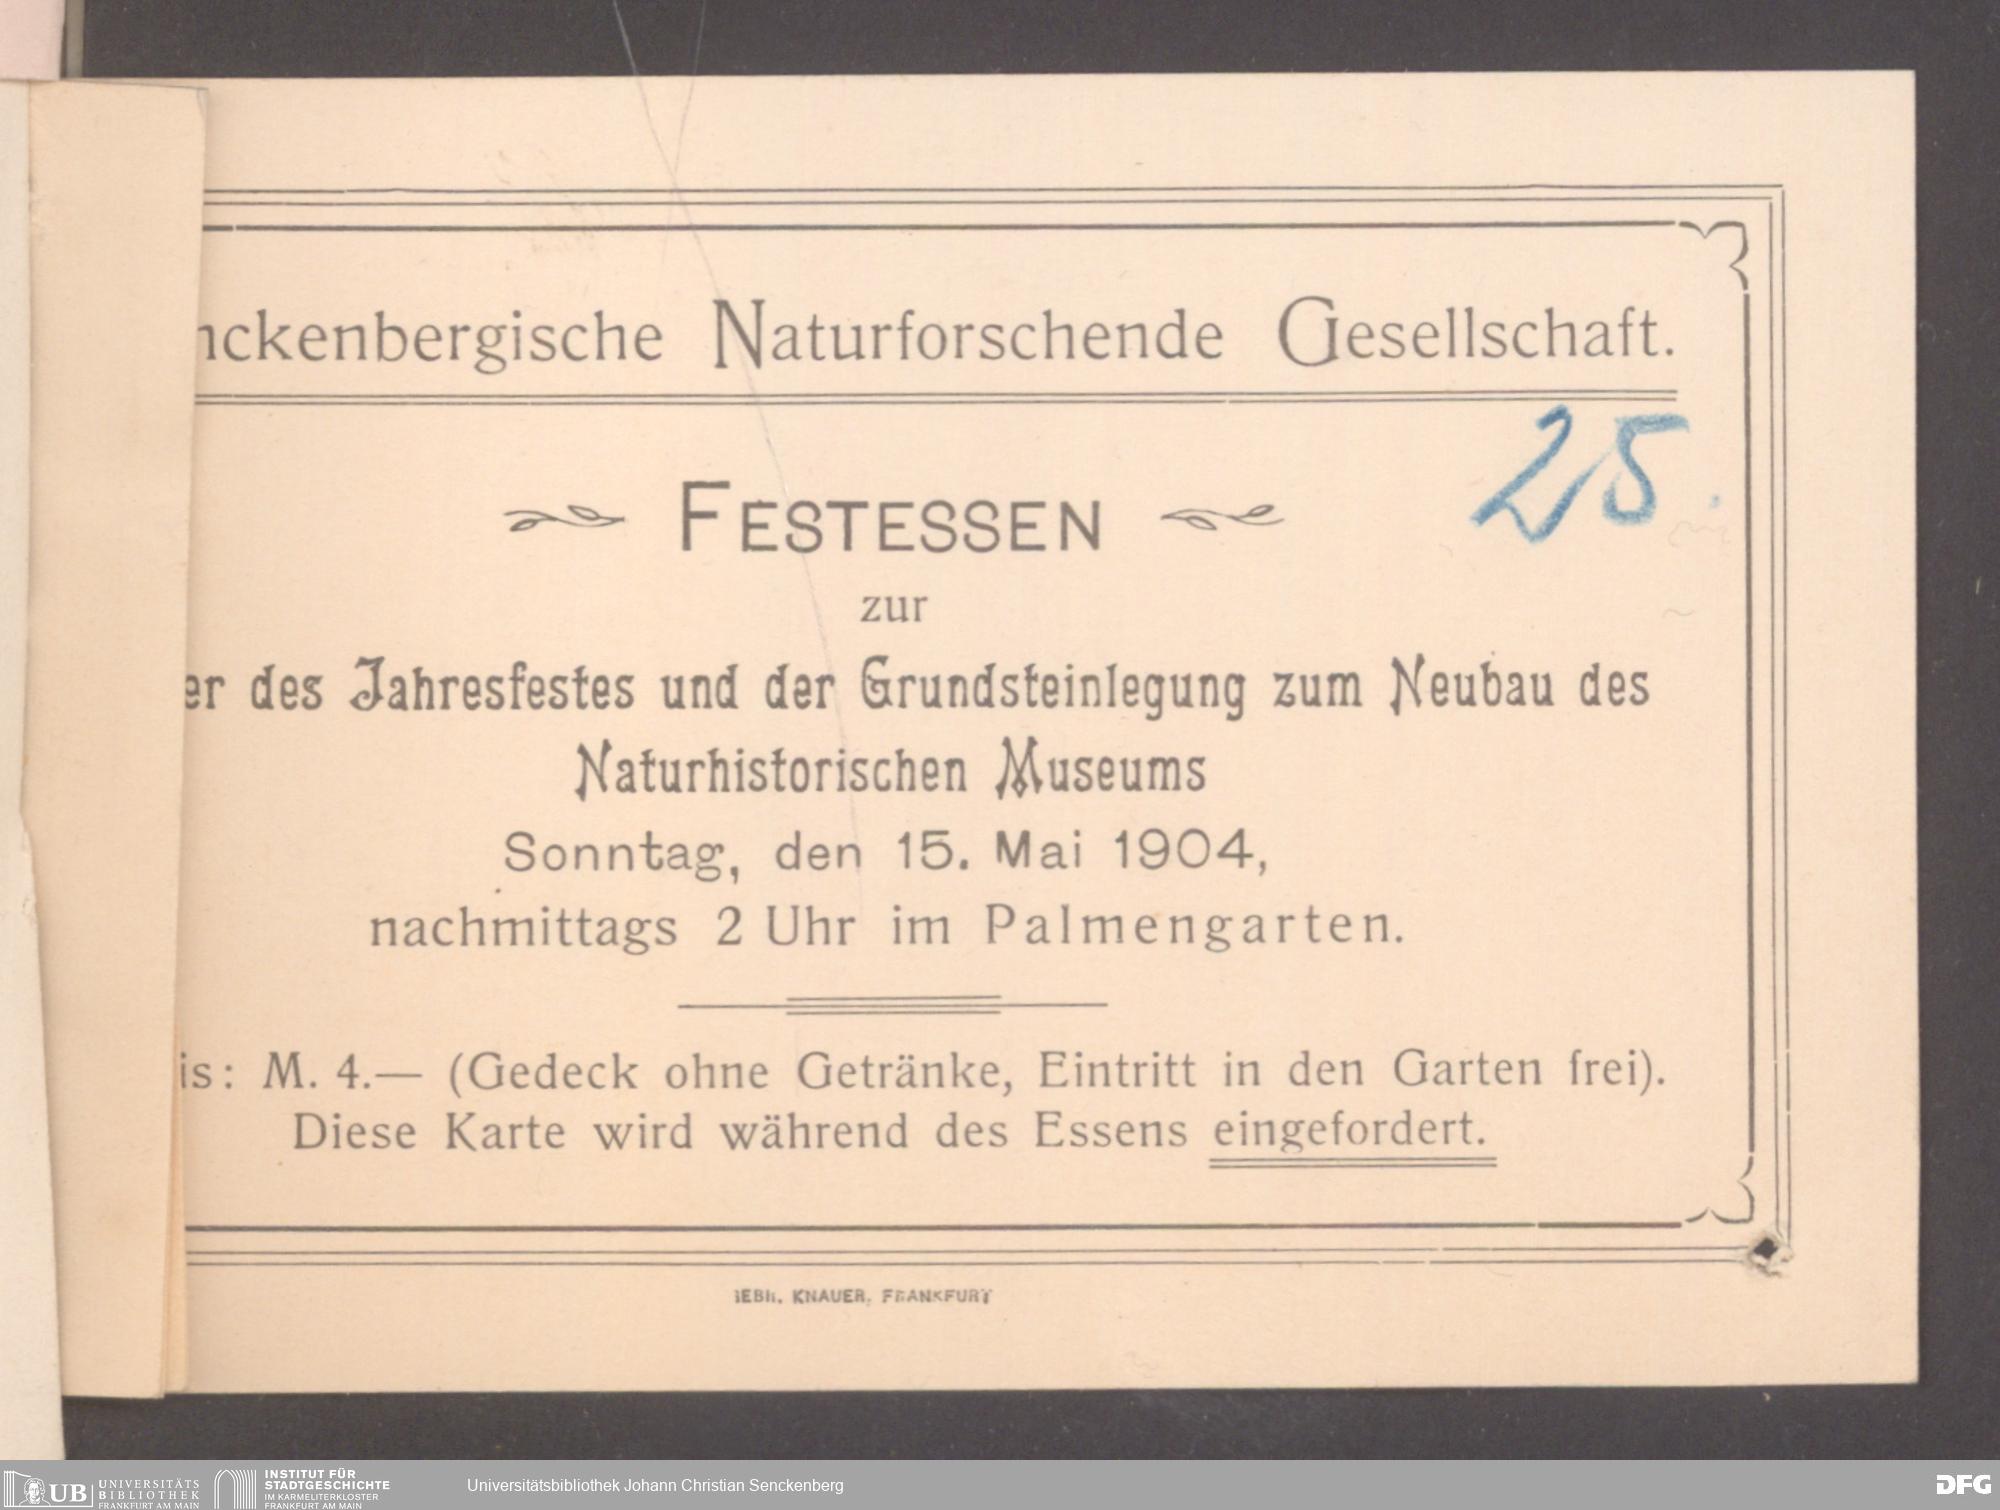 nckenbergische Naturforschende Gesellschaft.
25.
FESTESSEN
zur
er des Jahresfestes und der Grundsteinlegung zum Neubau des
Naturhistorischen Museums
Sonntag, den 15. Mai 1904,
nachmittags 2 Uhr im Palmengarten.
is: M. 4.— (Gedeck ohne Getränke, Eintritt in den Garten frei).
Diese Karte wird während des Essens eingefordert.
GEBR. KNAUER, FRANKFURT
UB UNIVERSITÄTS
BIBLIOTHEK
FRANKFURT AM MAIN
INSTITUT FÜR
STADTGESCHICHTE
IM KARMELITERKLOSTER
FRANKFURT AM MAIN
Universitätsbibliothek Johann Christian Senckenberg
DFG